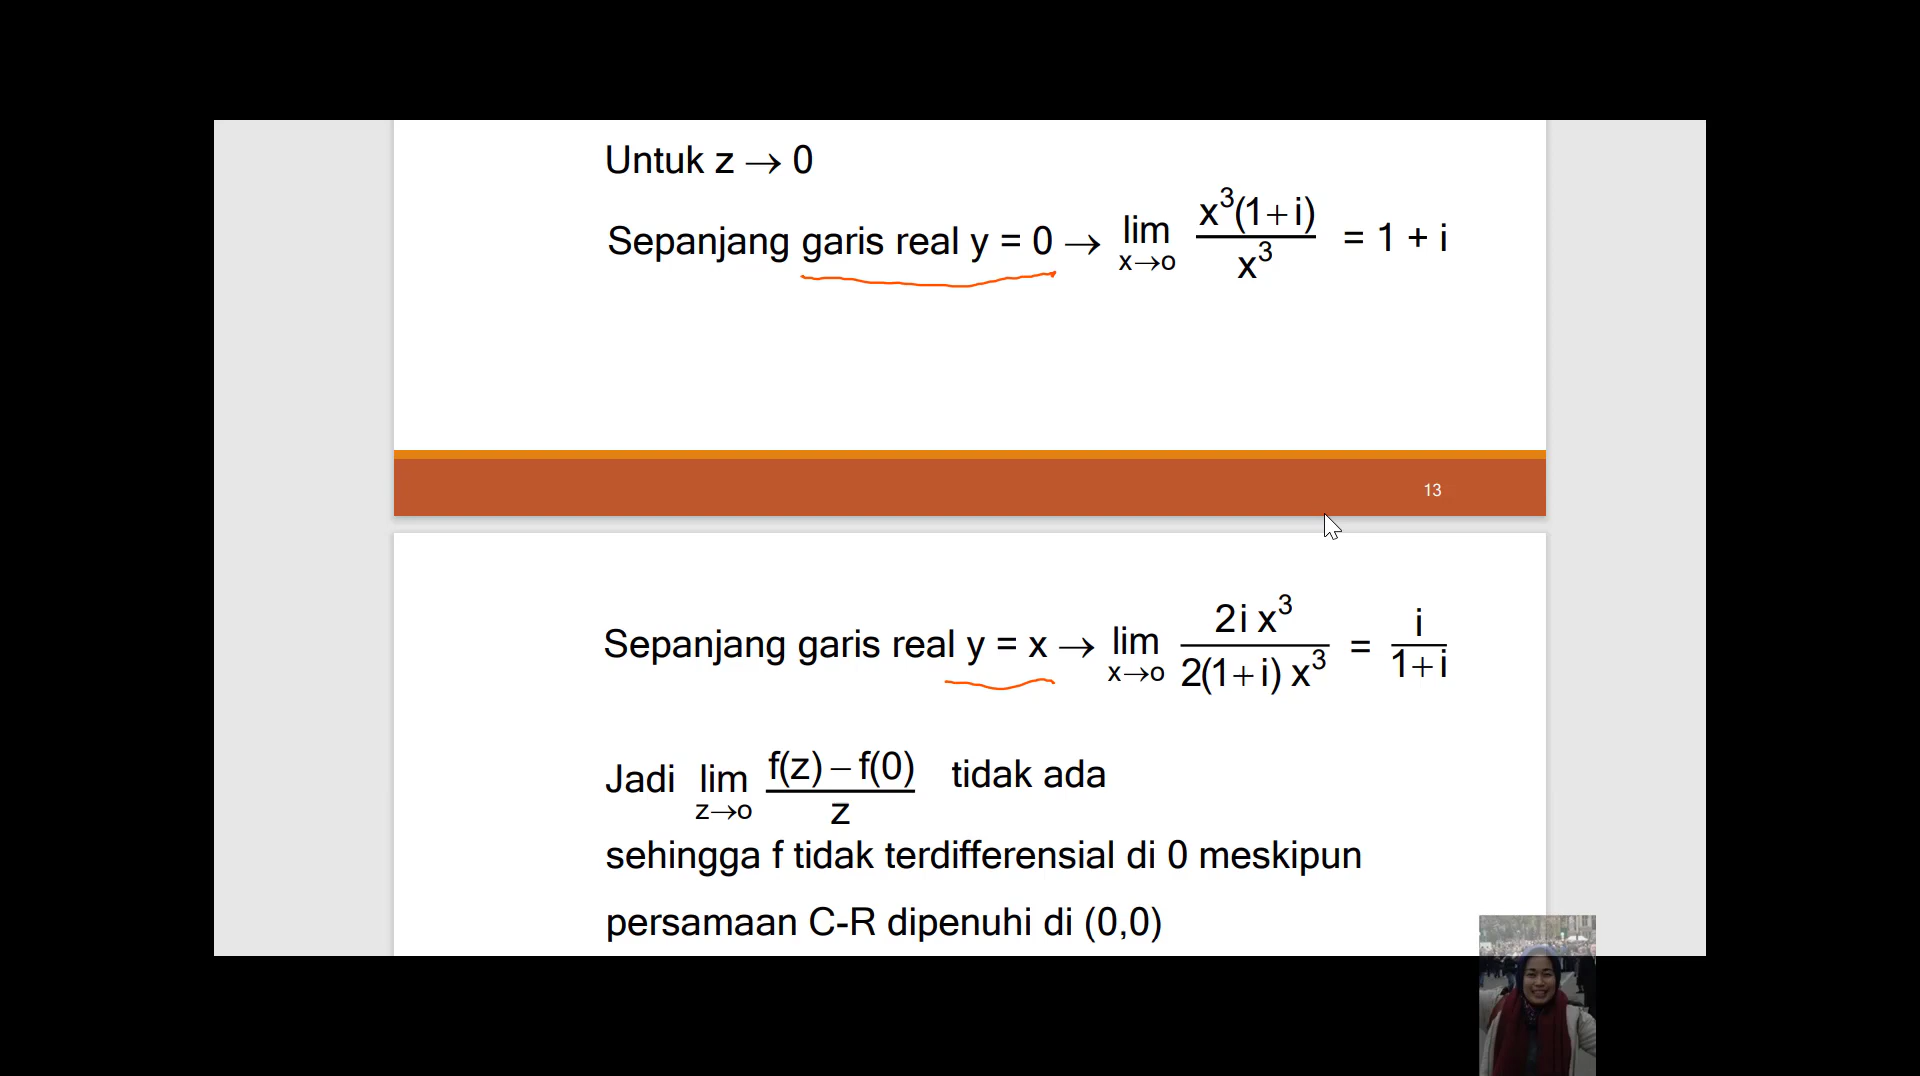 Untuk z → 0
Sepanjang garis real y = 0 → lim x→o x³(1+i) / x³ = 1 + i
13
Sepanjang garis real y = x → lim x→o 2i x³ / 2(1+i) x³ = i / 1+i
Jadi lim z→o f(z) – f(0) / z tidak ada
sehingga f tidak terdifferensial di 0 meskipun
persamaan C-R dipenuhi di (0,0)